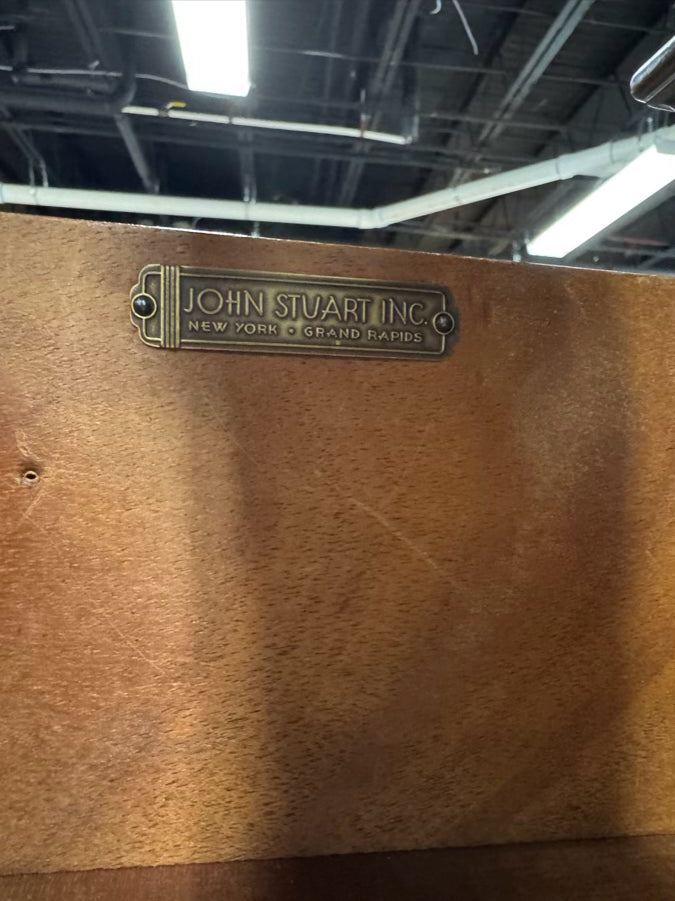 JOHN STUART INC.
NEW YORK • GRAND RAPIDS